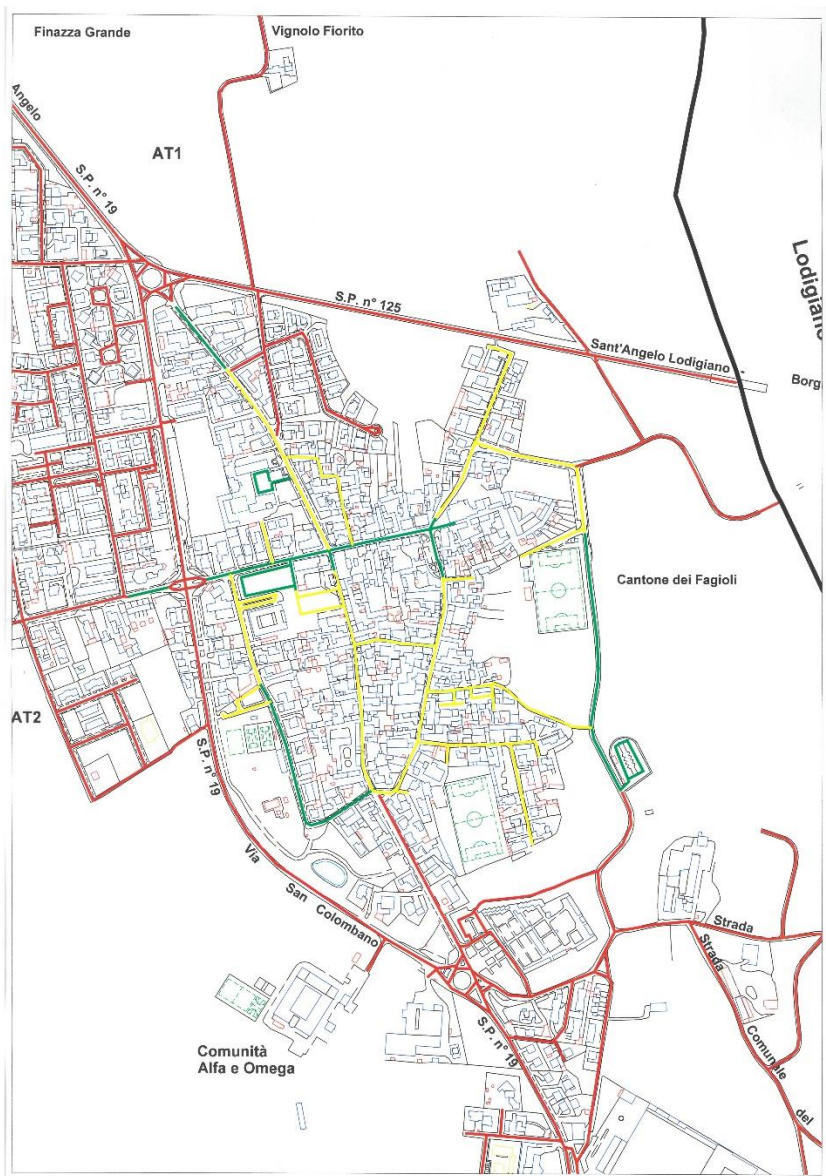 Finazza Grande
Vignolo Fiorito
Angelo
AT1
S.P. n° 19
Lodigiano
S.P. n° 125
Sant'Angelo Lodigiano -
Borg
Cantone dei Fagioli
AT2
S.P. n° 19
Via
San Colombano
Strada
Strada
Comunale
del
S.P. n° 19
Comunità
Alfa e Omega